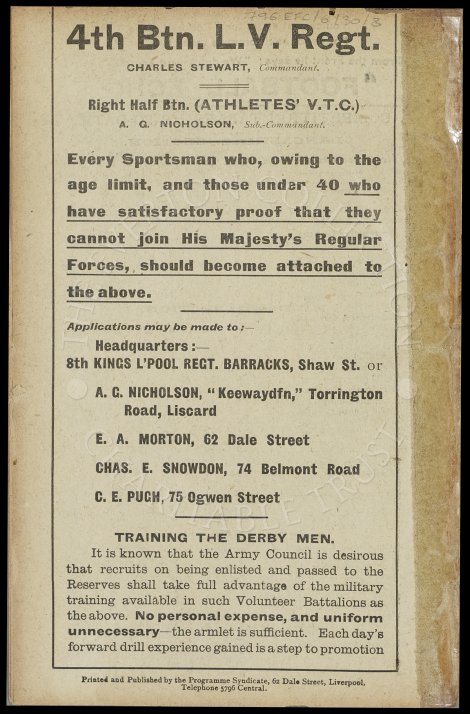 796 EFC/6/30/8
4th Btn. L.V. Regt.
CHARLES STEWART, Commandant.
Right Half Btn. (ATHLETES' V.T.C.)
A. G. NICHOLSON, Sub.-Commandant.
Every Sportsman who, owing to the
age limit, and those under 40 who
have satisfactory proof that they
cannot join His Majesty's Regular
Forces, should become attached to
the above.
Applications may be made to :—
Headquarters :—
8th KINGS L'POOL REGT. BARRACKS, Shaw St. or
A. G. NICHOLSON, "Keewaydfn," Torrington
Road, Liscard
E. A. MORTON, 62 Dale Street
CHAS. E. SNOWDON, 74 Belmont Road
C. E. PUGH, 75 Ogwen Street
TRAINING THE DERBY MEN.
It is known that the Army Council is desirous
that recruits on being enlisted and passed to the
Reserves shall take full advantage of the military
training available in such Volunteer Battalions as
the above. No personal expense, and uniform
unnecessary—the armlet is sufficient. Each day's
forward drill experience gained is a step to promotion
Printed and Published by the Programme Syndicate, 62 Dale Street, Liverpool.
Telephone 5796 Central.